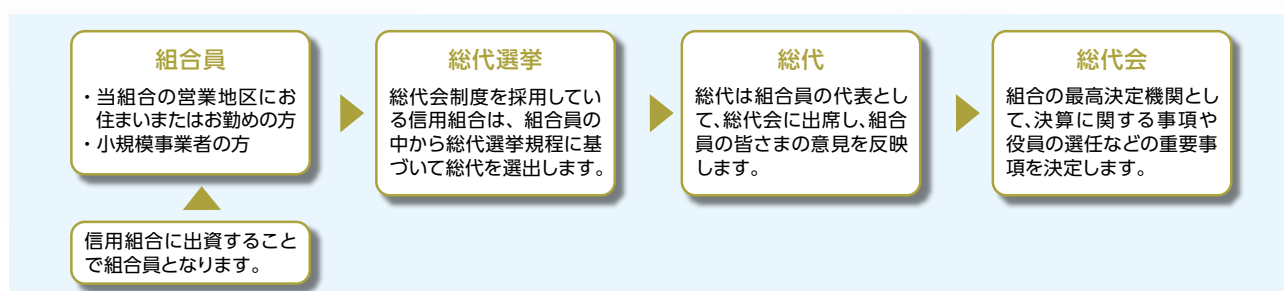 組合員
・当組合の営業地区にお
住まいまたはお勤めの方
・小規模事業者の方
信用組合に出資すること
で組合員となります。
総代選挙
総代会制度を採用してい
る信用組合は、組合員の
中から総代選挙規程に基
づいて総代を選出します。
総代
総代は組合員の代表とし
て、総代会に出席し、組合
員の皆さまの意見を反映
します。
総代会
組合の最高決定機関とし
て、決算に関する事項や
役員の選任などの重要事
項を決定します。